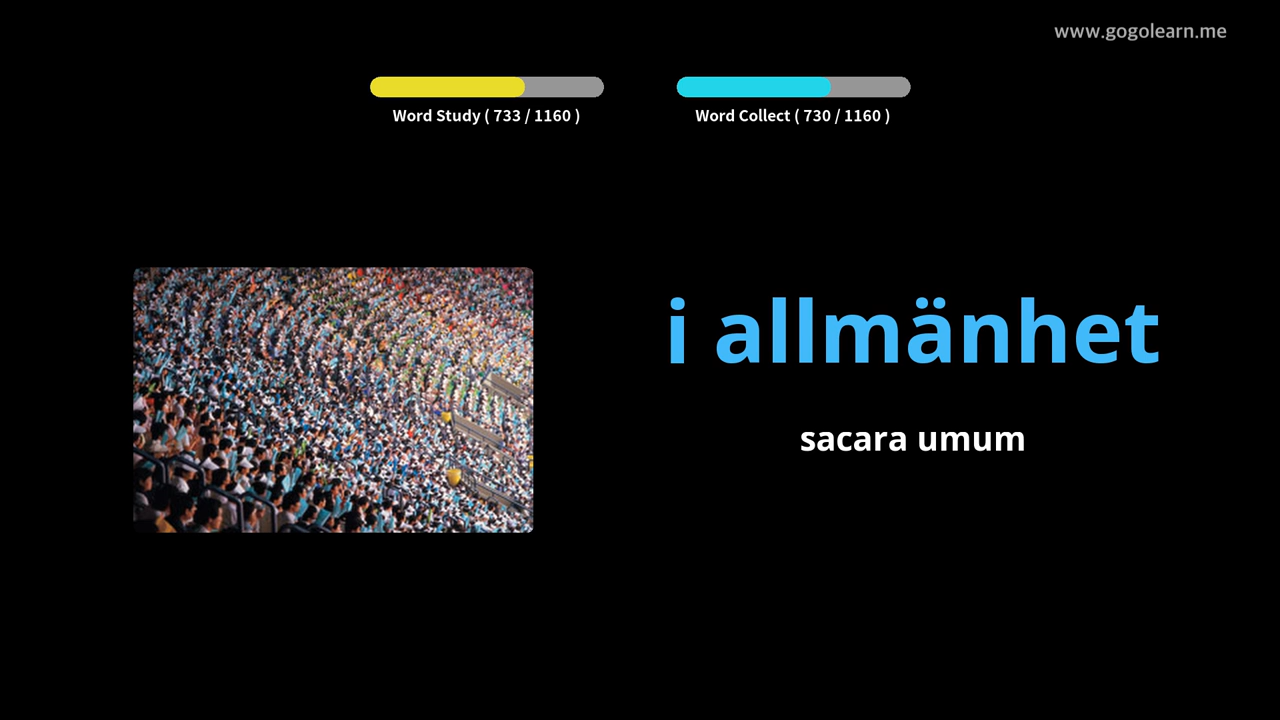 www.gogolearn.me
Word Study ( 733 / 1160 )
Word Collect ( 730 / 1160 )
i allmänhet
sacara umum